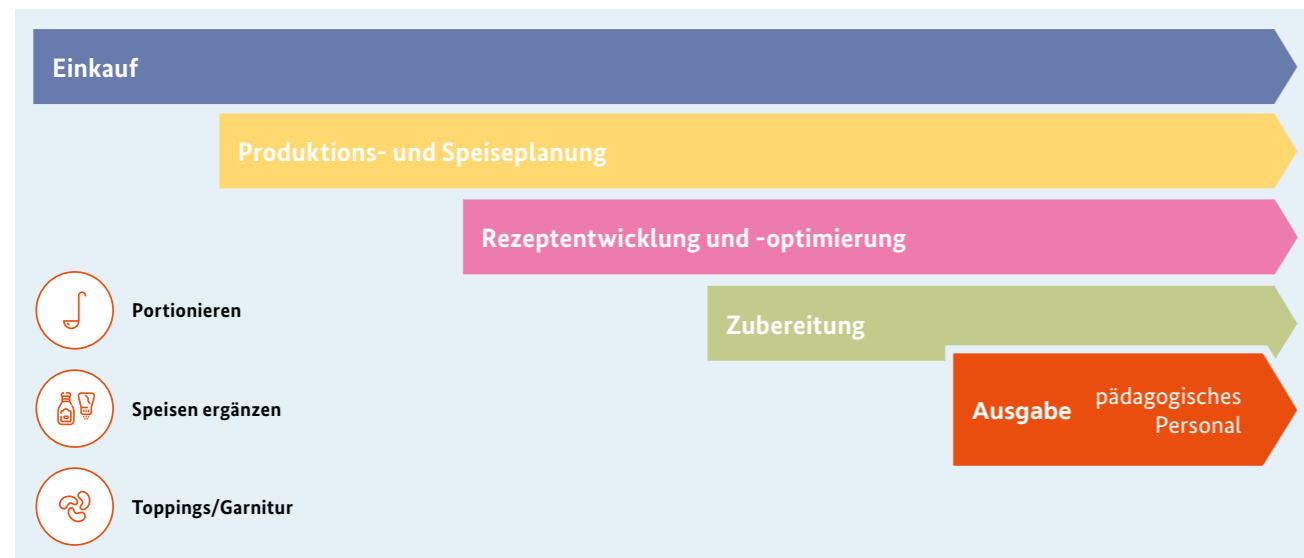 Einkauf
Produktions- und Speiseplanung
Rezeptentwicklung und -optimierung
Portionieren
Zubereitung
Speisen ergänzen
Ausgabe
pädagogisches
Personal
Toppings/Garnitur